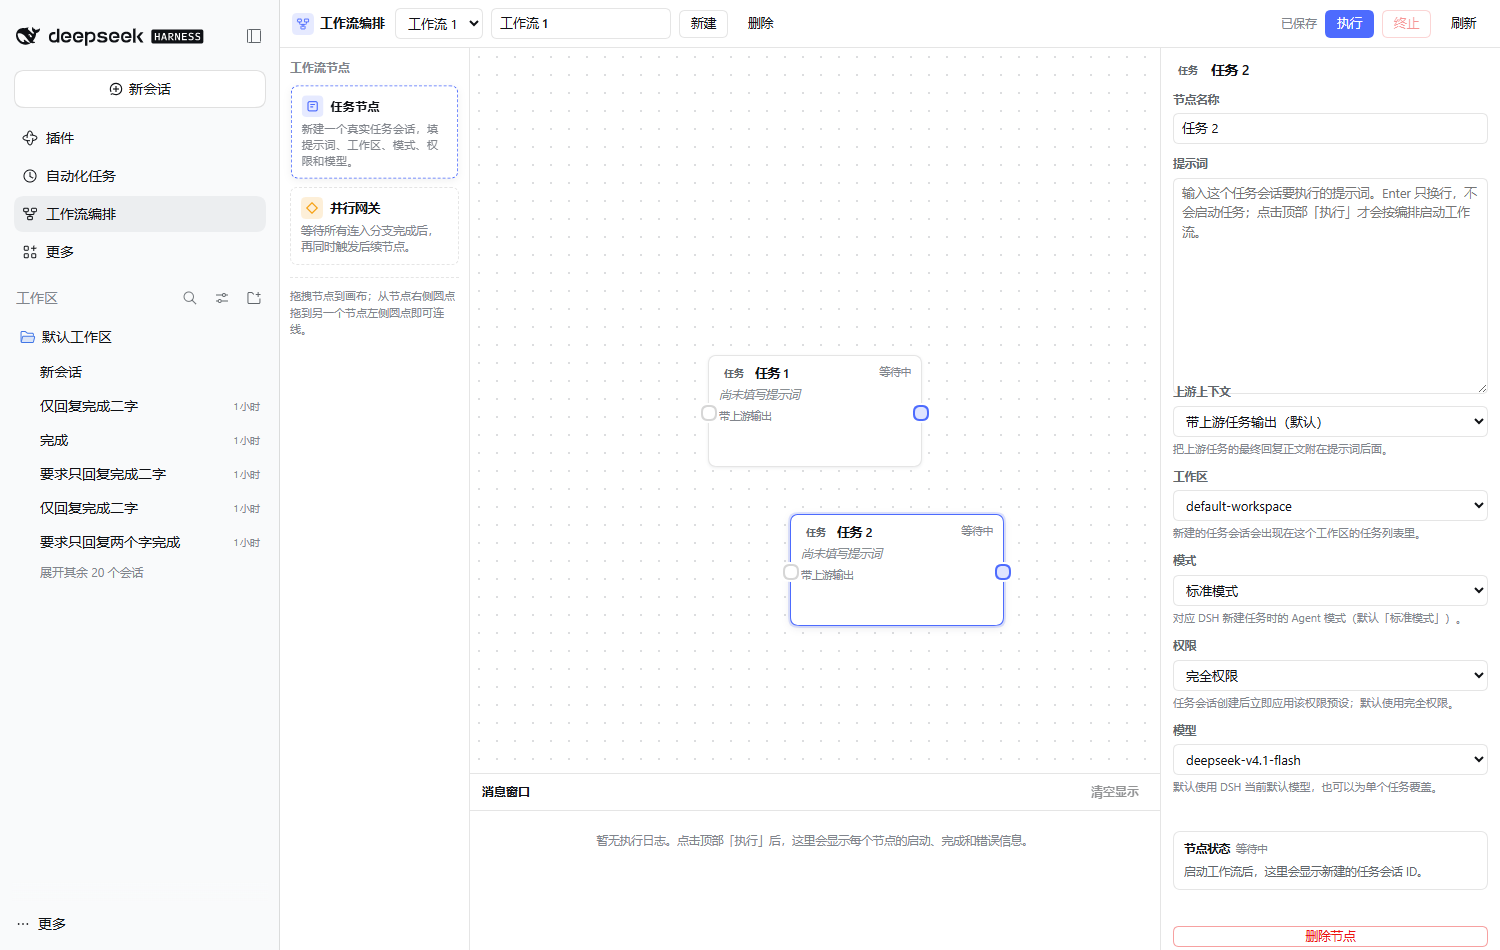 deepseek HARNESS
新会话
插件
自动化任务
工作流编排
更多
工作区
默认工作区
新会话
仅回复完成二字 1 小时
完成 1 小时
要求只回复完成二字 1 小时
仅回复完成二字 1 小时
要求只回复两个字完成 1 小时
展开其余 20 个会话
··· 更多
工作流编排 工作流 1 工作流 1 新建 删除 已保存 执行 终止 刷新
工作流节点
任务节点
新建一个真实任务会话，填
提示词、工作区、模式、权
限和模型。
并行网关
等待所有连入分支完成后，
再同时触发后续节点。
拖拽节点到画布；从节点右侧圆点
拖到另一个节点左侧圆点即可连
线。
任务 任务 1 等待中
尚未填写提示词
带上游输出
任务 任务 2 等待中
尚未填写提示词
带上游输出
消息窗口 清空显示
暂无执行日志。点击顶部「执行」后，这里会显示每个节点的启动、完成和错误信息。
任务 任务 2
节点名称
任务 2
提示词
输入这个任务会话要执行的提示词。Enter 只换行，不
会启动任务；点击顶部「执行」才会按编排启动工作
流。
上游上下文
带上游任务输出（默认）
把上游任务的最终回复正文附在提示词后面。
工作区
default-workspace
新建的任务会话会出现在这个工作区的任务列表里。
模式
标准模式
对应 DSH 新建任务时的 Agent 模式（默认「标准模式」）。
权限
完全权限
任务会话创建后立即应用该权限预设；默认使用完全权限。
模型
deepseek-v4.1-flash
默认使用 DSH 当前默认模型，也可以为单个任务覆盖。
节点状态 等待中
启动工作流后，这里会显示新建的任务会话 ID。
删除节点